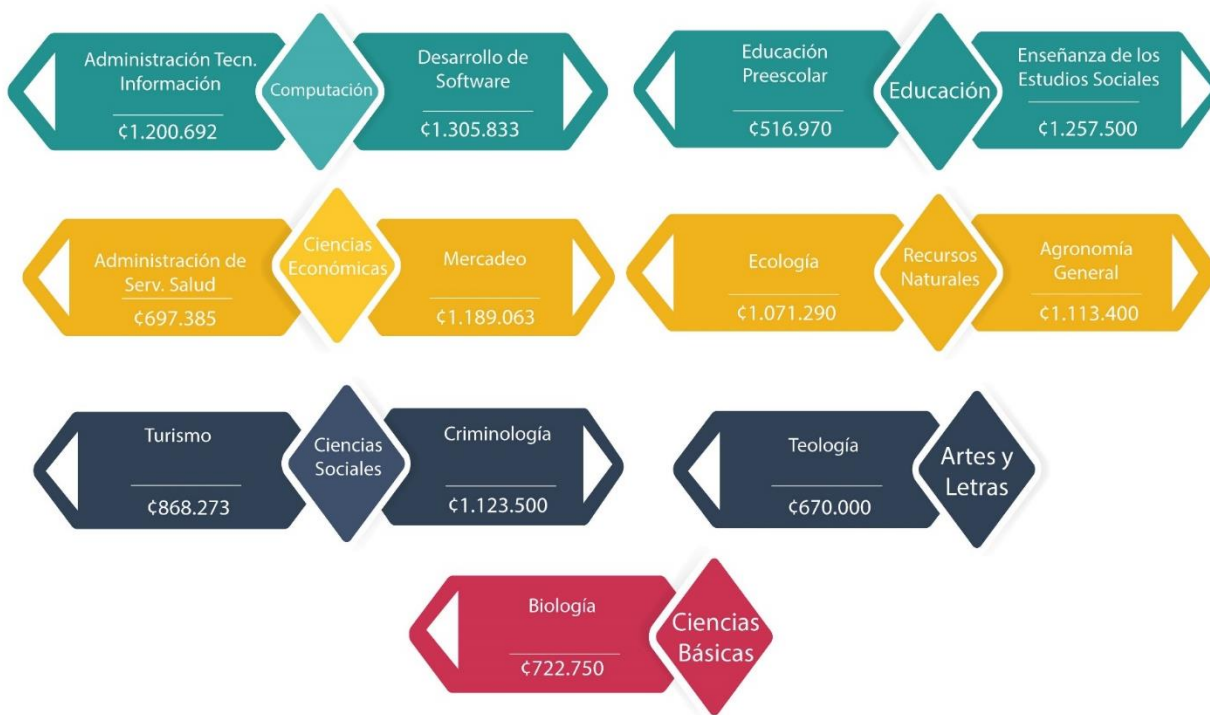 Administración Tecn.
Información
¢1.200.692
Computación
Desarrollo de
Software
¢1.305.833
Educación
Preescolar
¢516.970
Educación
Enseñanza de los
Estudios Sociales
¢1.257.500
Administración de
Serv. Salud
¢697.385
Ciencias
Económicas
Mercadeo
¢1.189.063
Ecología
¢1.071.290
Recursos
Naturales
Agronomía
General
¢1.113.400
Turismo
¢868.273
Ciencias
Sociales
Criminología
¢1.123.500
Teología
¢670.000
Artes y
Letras
Biología
¢722.750
Ciencias
Básicas